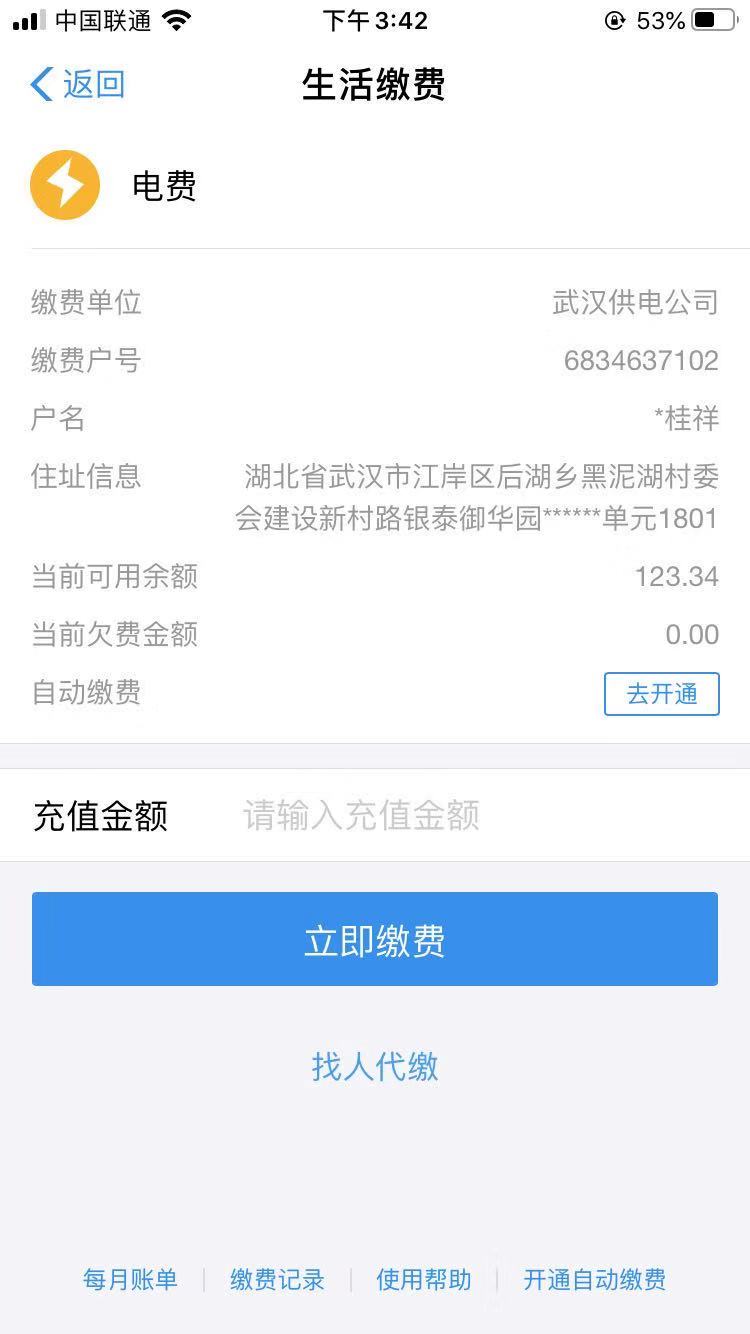 中国联通 下午3:42 53%
返回 生活缴费
电费
缴费单位 武汉供电公司
缴费户号 6834637102
户名 *桂祥
住址信息 湖北省武汉市江岸区后湖乡黑泥湖村委
会建设新村路银泰御华园******单元1801
当前可用余额 123.34
当前欠费金额 0.00
自动缴费 去开通
充值金额 请输入充值金额
立即缴费
找人代缴
每月账单 缴费记录 使用帮助 开通自动缴费